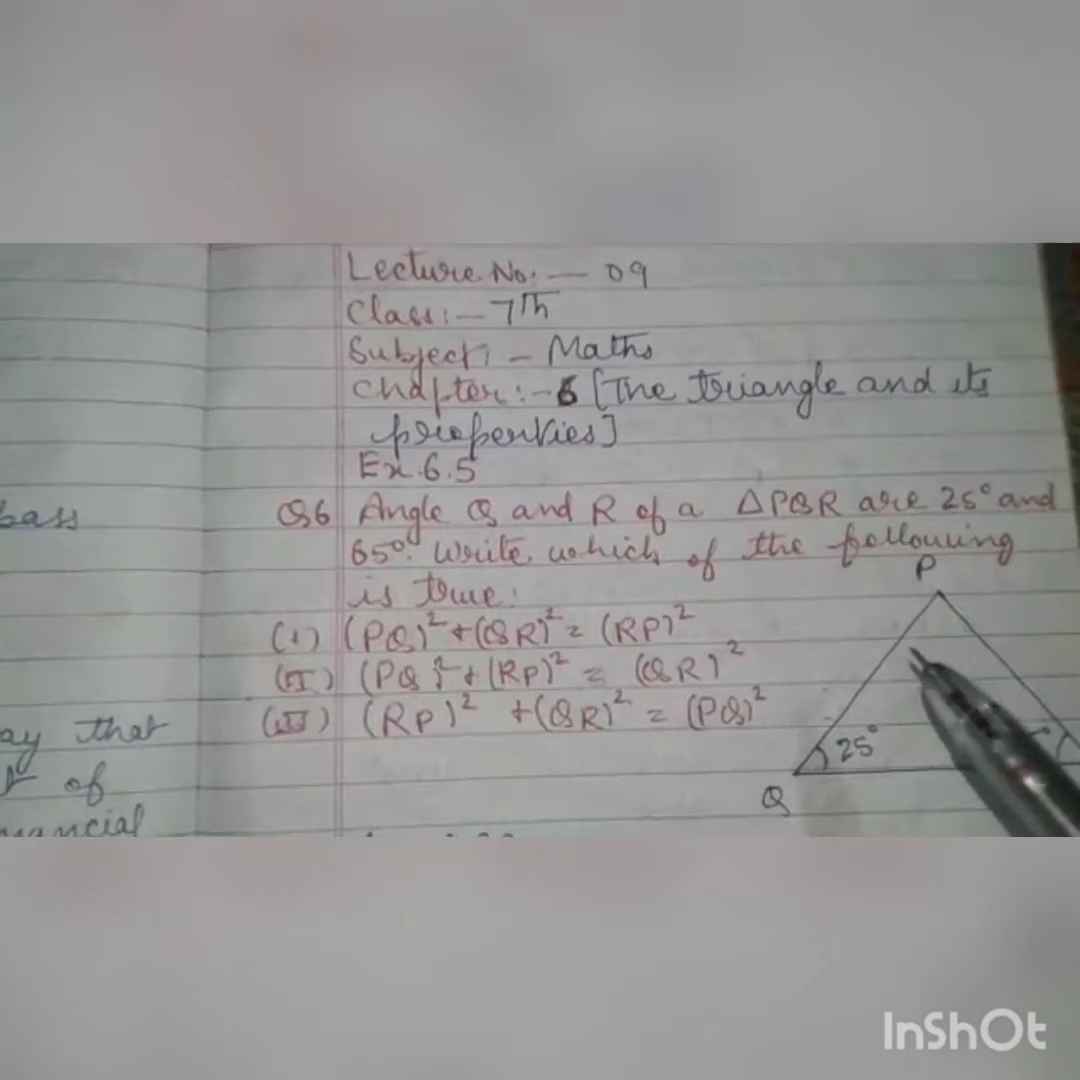 Lecture No:— 09
Class:— 7th
Subject:— Maths
Chapter:-6 [The triangle and its
properties]
Ex.6.5
Q6 Angle Q and R of a △PQR are 25° and
65°. Write which of the following
is true:
(I) (PQ)²+(QR)²=(RP)²
(II) (PQ)²+(RP)² = (QR)²
(III) (RP)² +(QR)² = (PQ)²
P
25°
Q
bass
ay that
of
nancial
InShOt